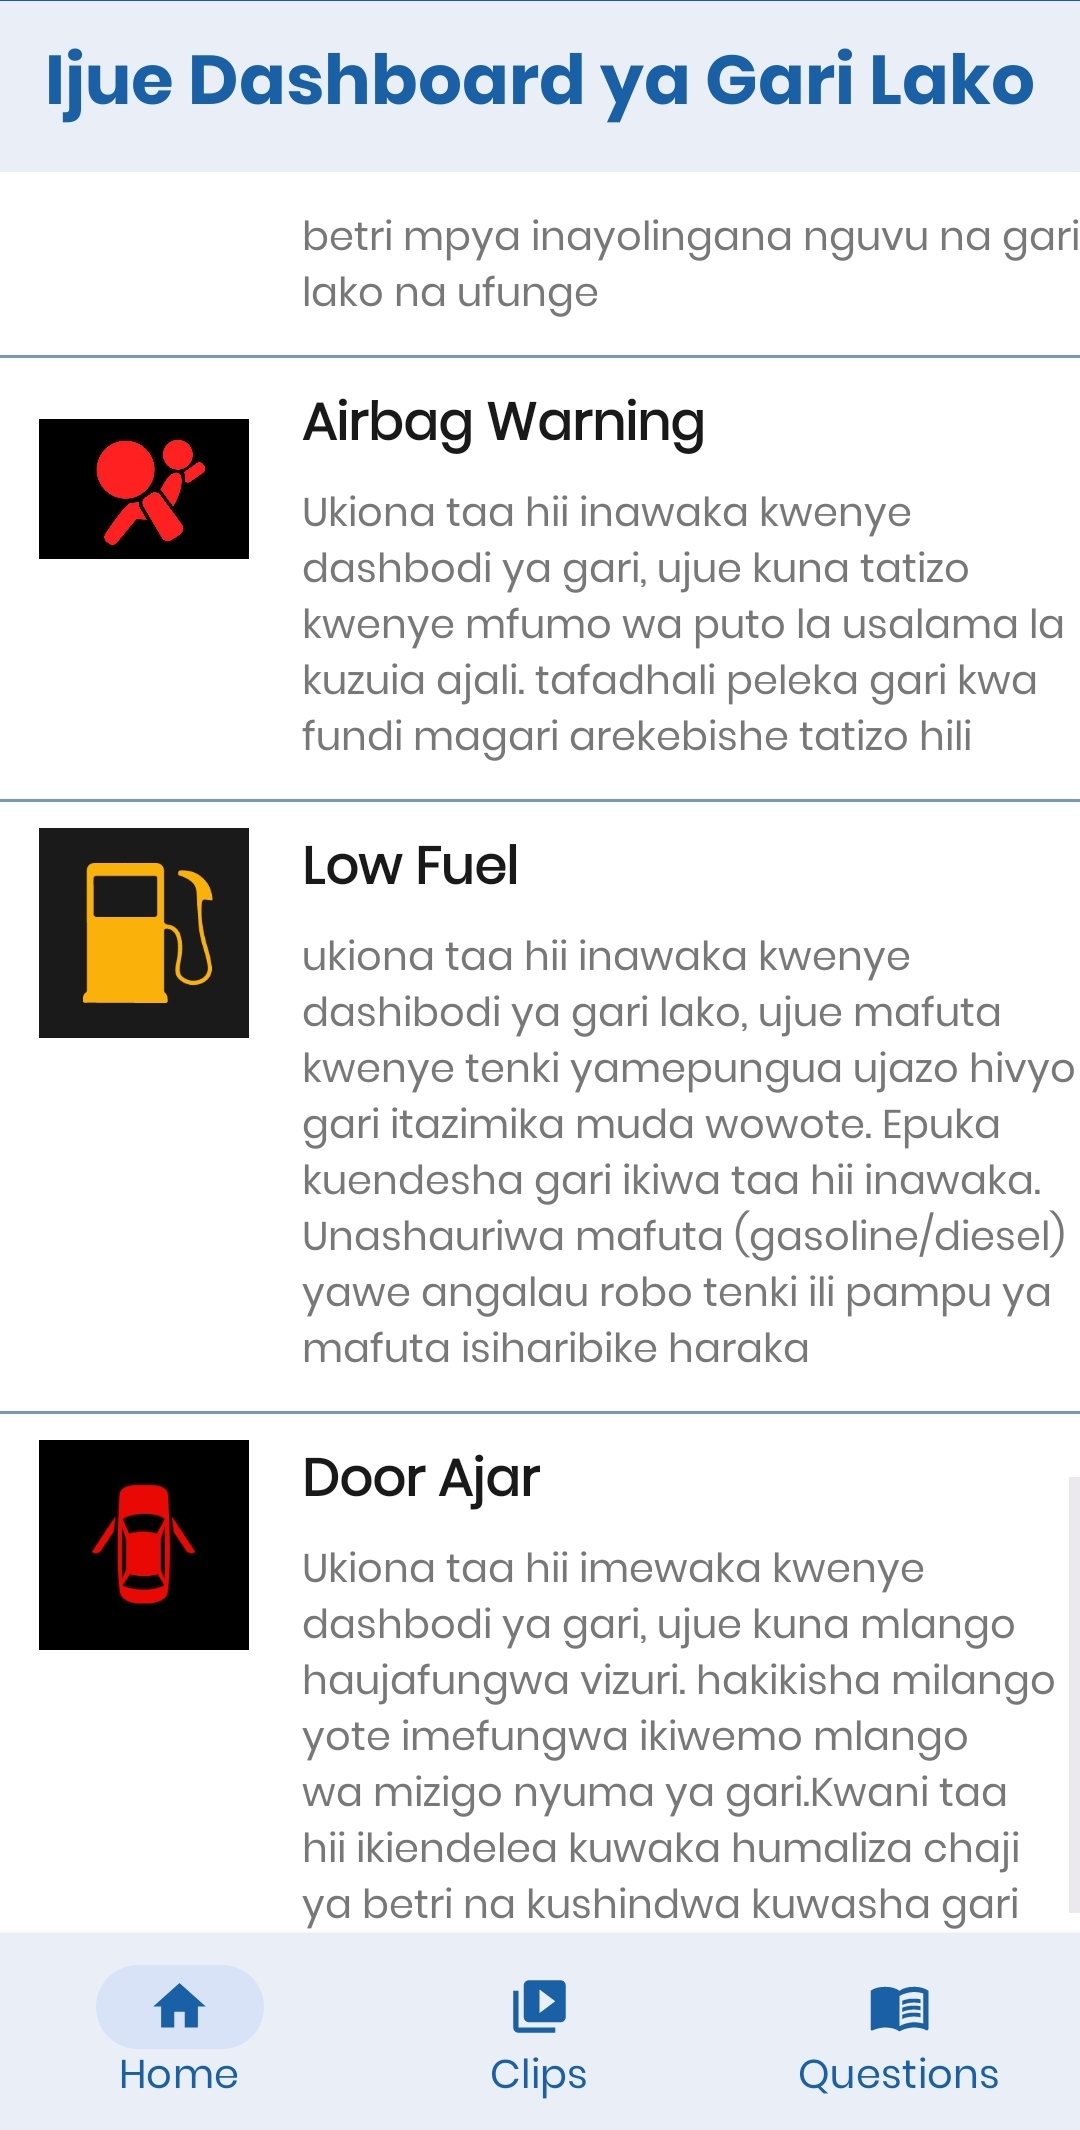 Ijue Dashboard ya Gari Lako
betri mpya inayolingana nguvu na gari
lako na ufunge
Airbag Warning
Ukiona taa hii inawaka kwenye
dashbodi ya gari, ujue kuna tatizo
kwenye mfumo wa puto la usalama la
kuzuia ajali. tafadhali peleka gari kwa
fundi magari arekebishe tatizo hili
Low Fuel
ukiona taa hii inawaka kwenye
dashibodi ya gari lako, ujue mafuta
kwenye tenki yamepungua ujazo hivyo
gari itazimika muda wowote. Epuka
kuendesha gari ikiwa taa hii inawaka.
Unashauriwa mafuta (gasoline/diesel)
yawe angalau robo tenki ili pampu ya
mafuta isiharibike haraka
Door Ajar
Ukiona taa hii imewaka kwenye
dashbodi ya gari, ujue kuna mlango
haujafungwa vizuri. hakikisha milango
yote imefungwa ikiwemo mlango
wa mizigo nyuma ya gari.Kwani taa
hii ikiendelea kuwaka humaliza chaji
ya betri na kushindwa kuwasha gari
Home
Clips
Questions